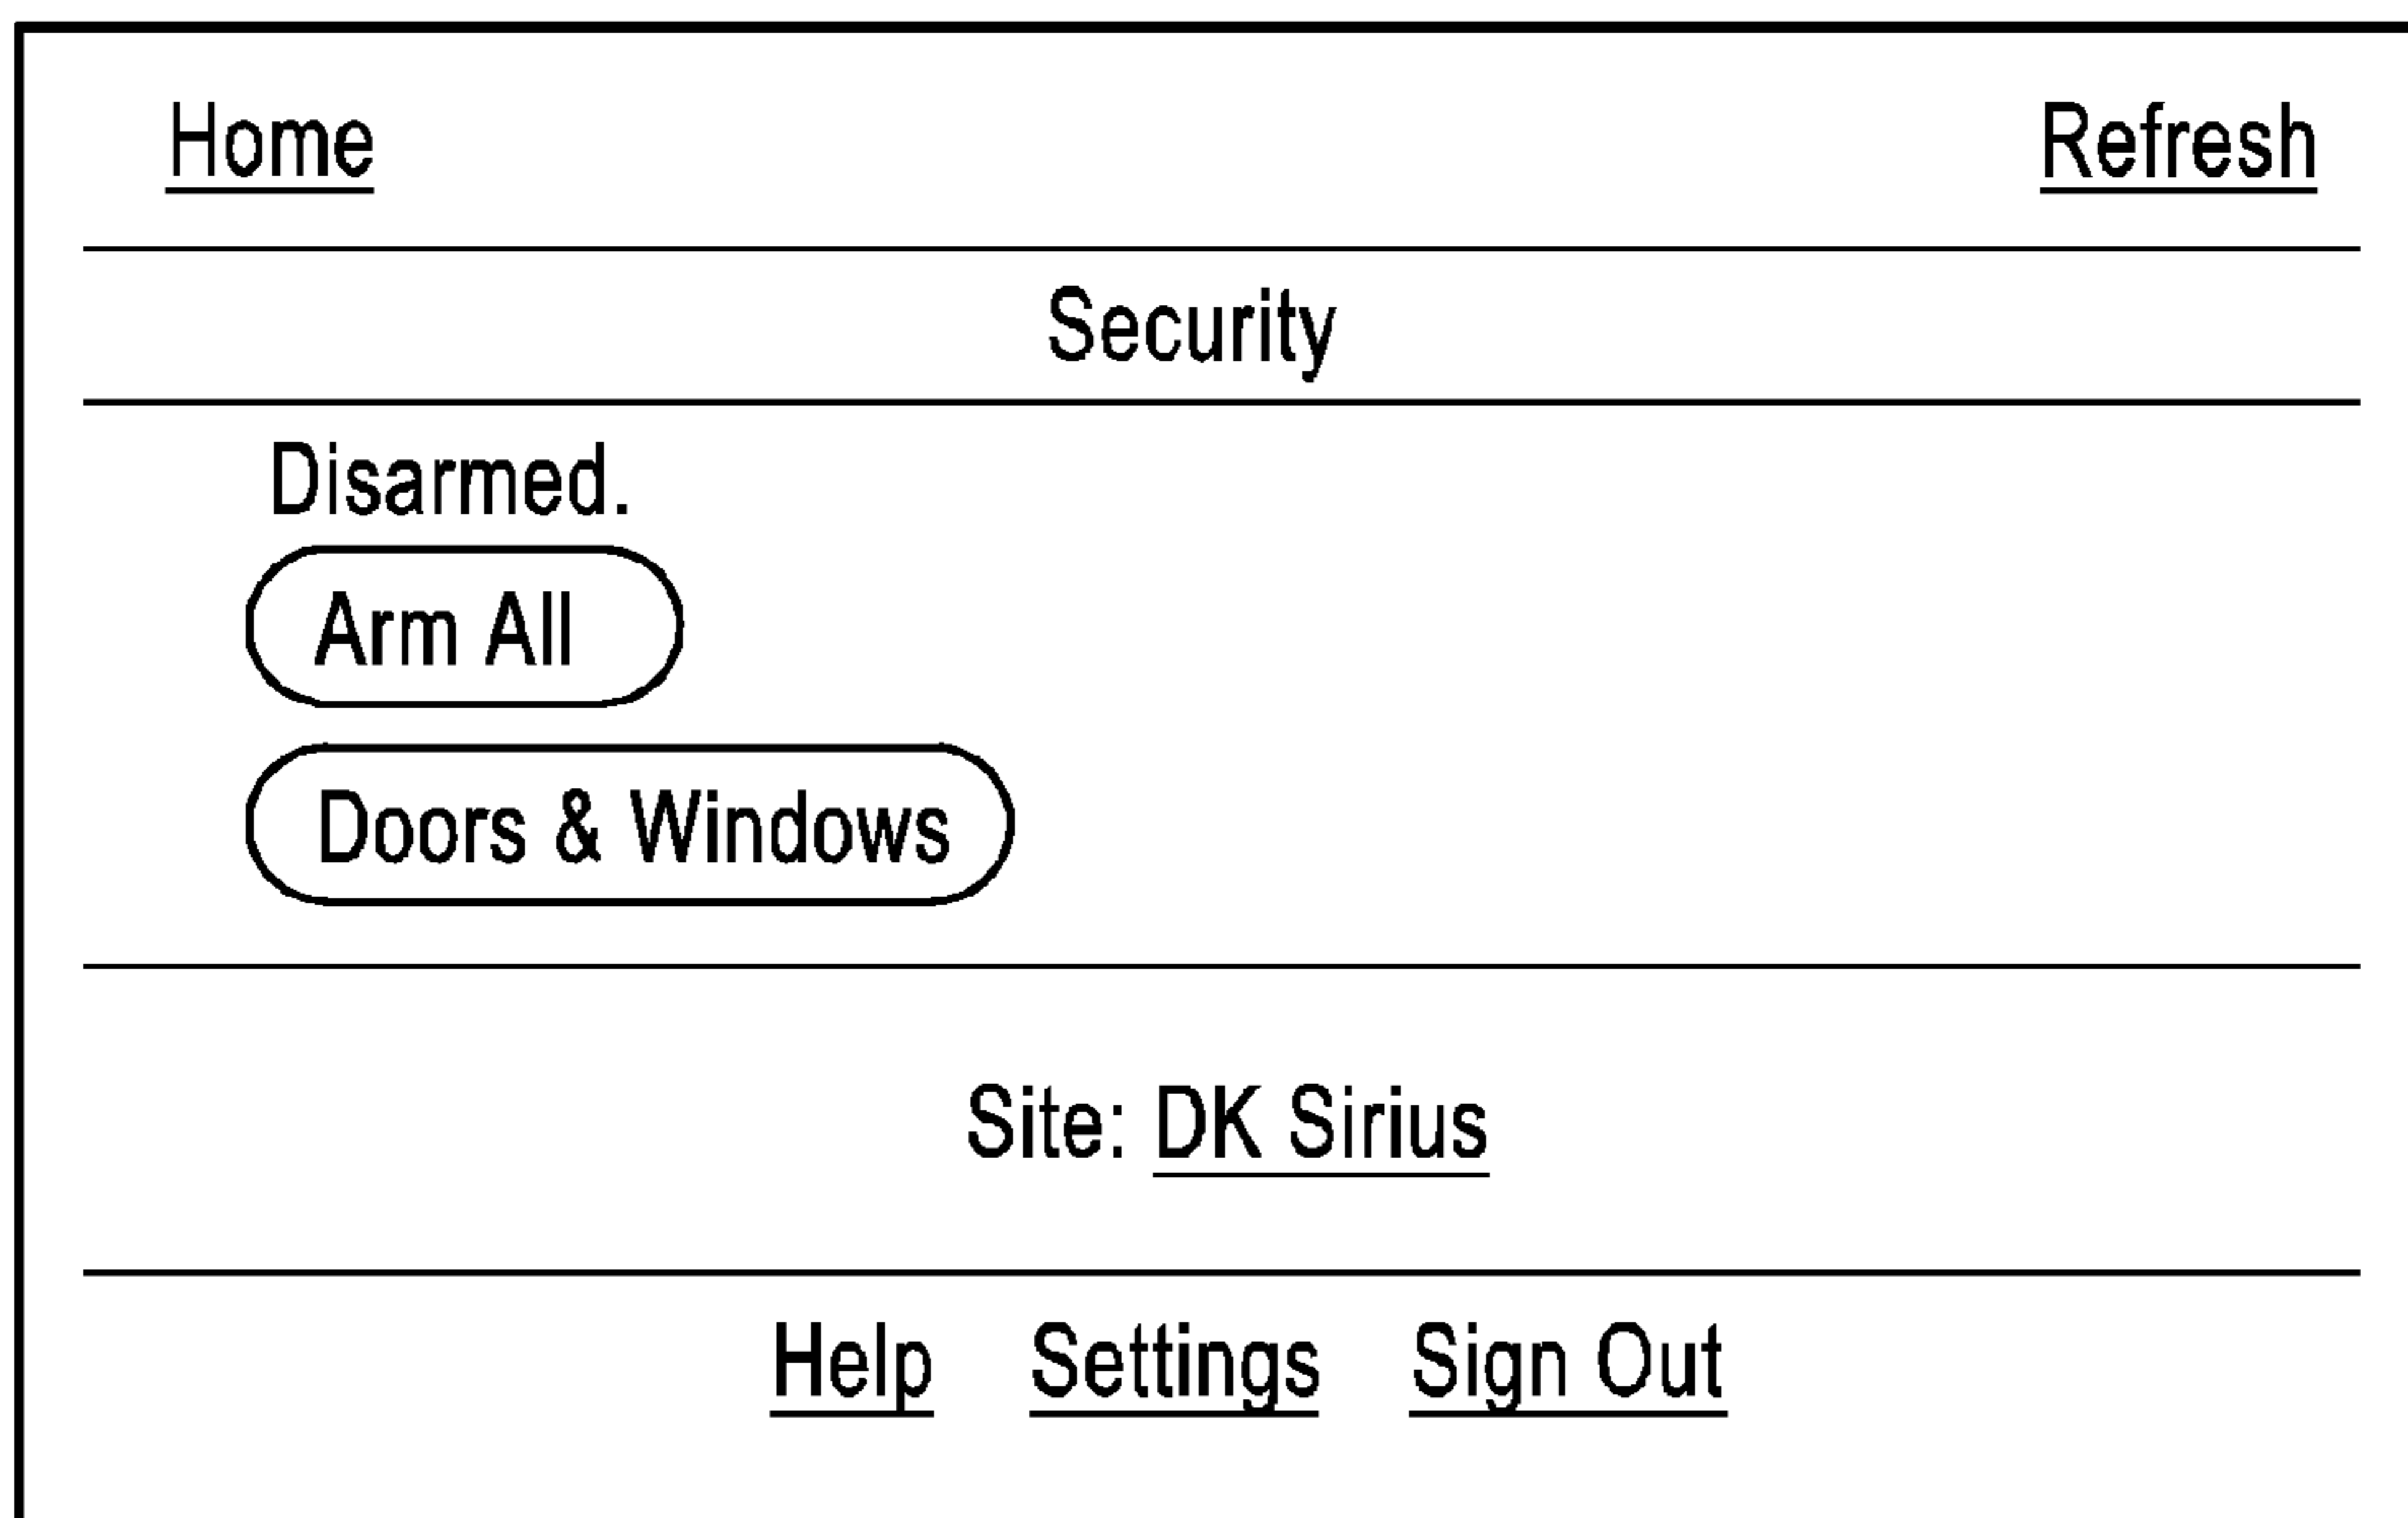 Home Refresh
Security
Disarmed.
Arm All
Doors & Windows
Site: DK Sirius
Help Settings Sign Out